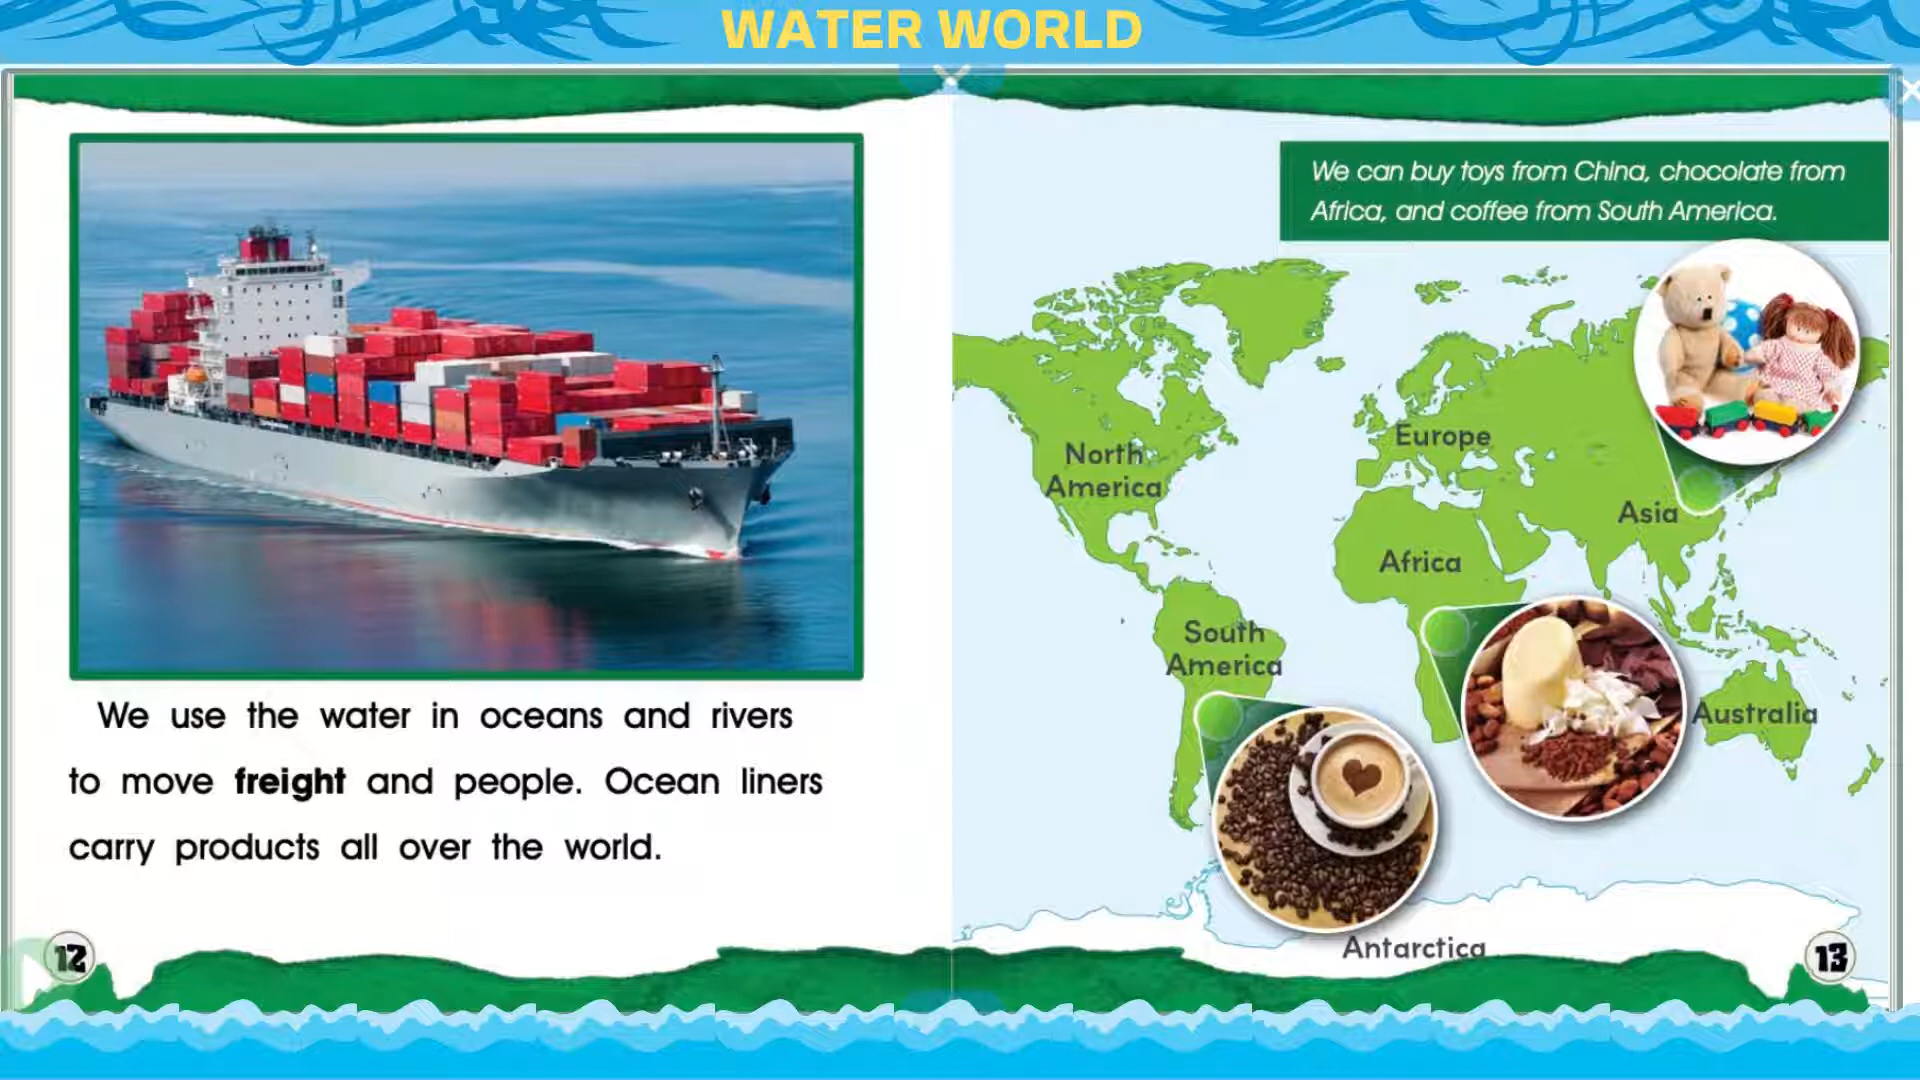 WATER WORLD
We use the water in oceans and rivers
to move freight and people. Ocean liners
carry products all over the world.
12
We can buy toys from China, chocolate from
Africa, and coffee from South America.
North
America
Europe
Asia
Africa
South
America
Australia
Antarctica
13